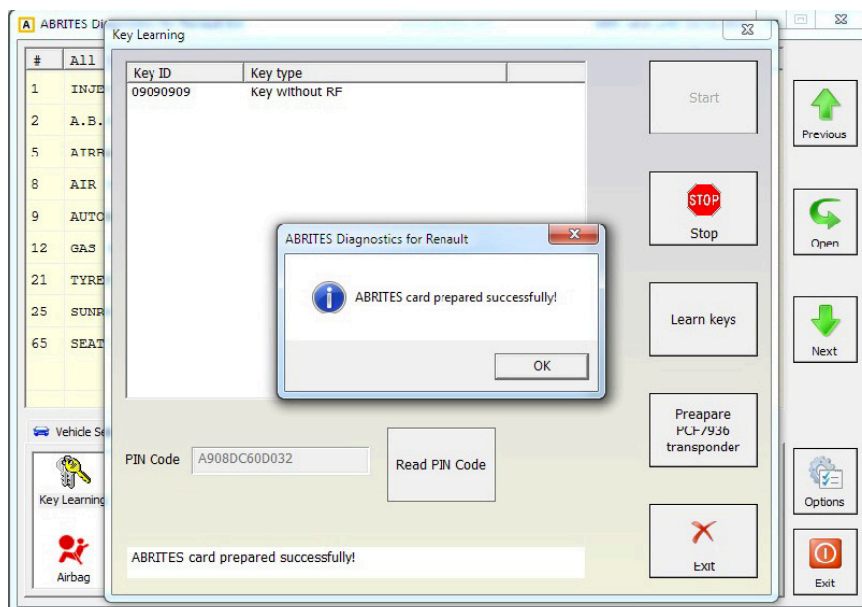 ABRITES Di
Key Learning
# All
1 INJE
2 A.B.
5 AIRB
8 AIR
9 AUTO
12 GAS
21 TYRE
25 SUNR
65 SEAT
Key ID Key type
09090909 Key without RF
Start
STOP
Stop
Learn keys
Preapare
PCF7936
transponder
Exit
ABRITES Diagnostics for Renault
ABRITES card prepared successfully!
OK
PIN Code A908DC60D032 Read PIN Code
ABRITES card prepared successfully!
Vehicle Se
Key Learning
Airbag
Previous
Open
Next
Options
Exit